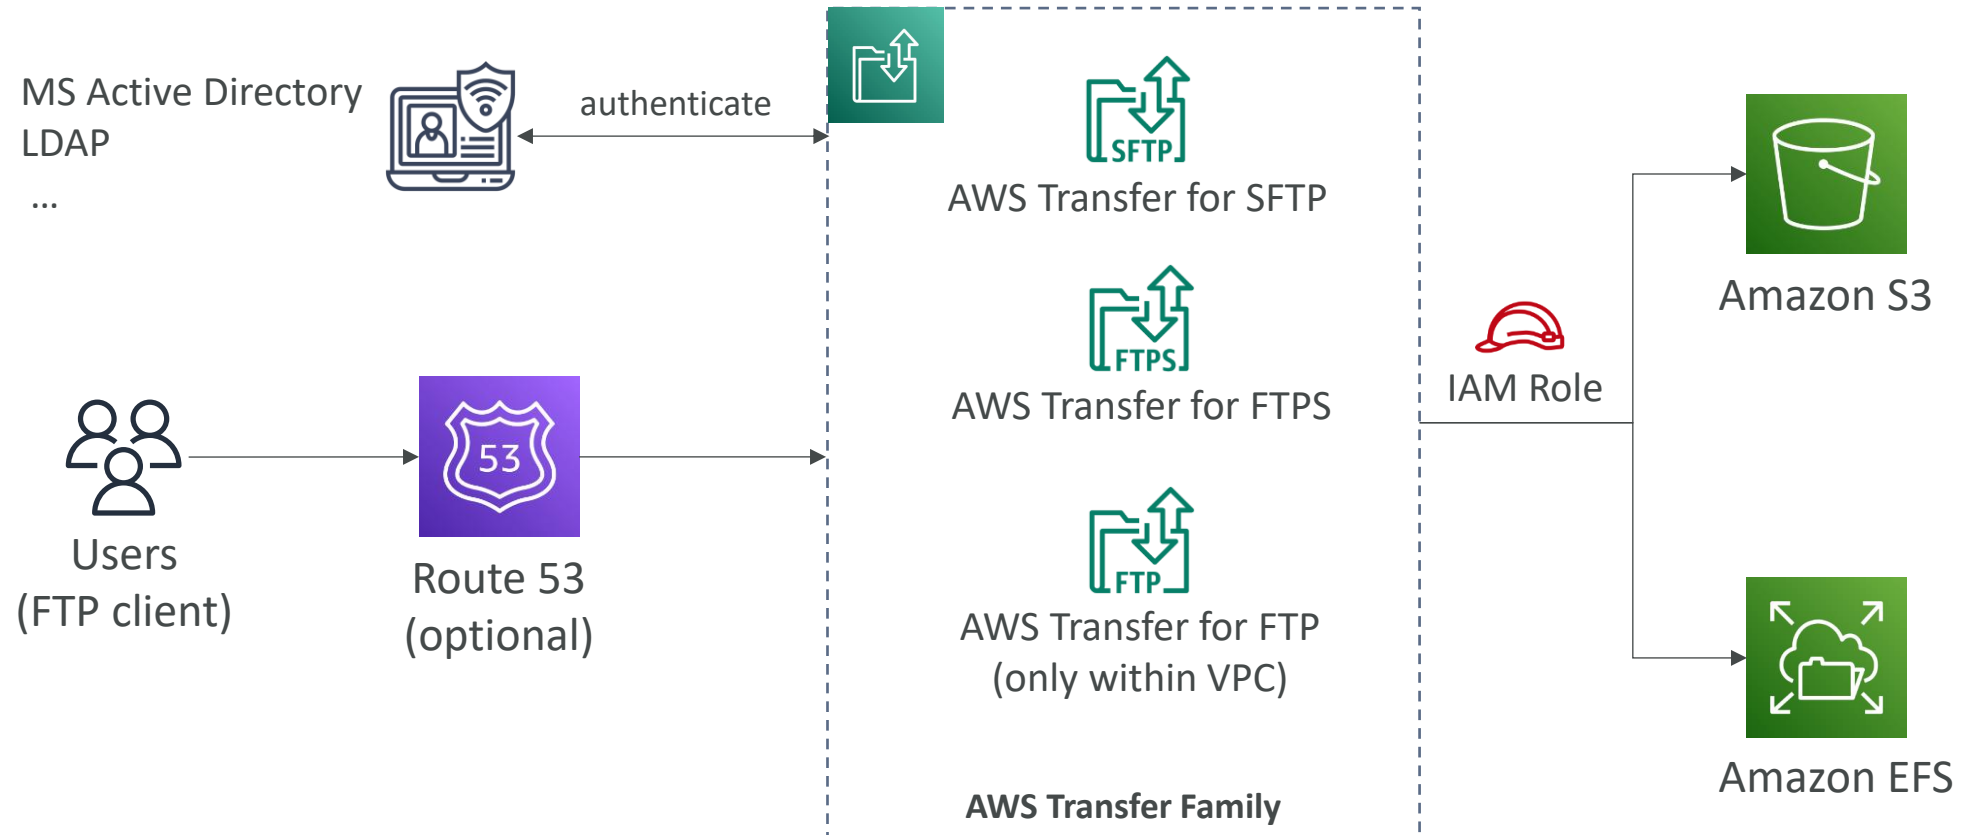 MS Active Directory
LDAP
...
authenticate
SFTP
AWS Transfer for SFTP
FTPS
AWS Transfer for FTPS
FTP
AWS Transfer for FTP
(only within VPC)
AWS Transfer Family
Users
(FTP client)
53
Route 53
(optional)
IAM Role
Amazon S3
Amazon EFS